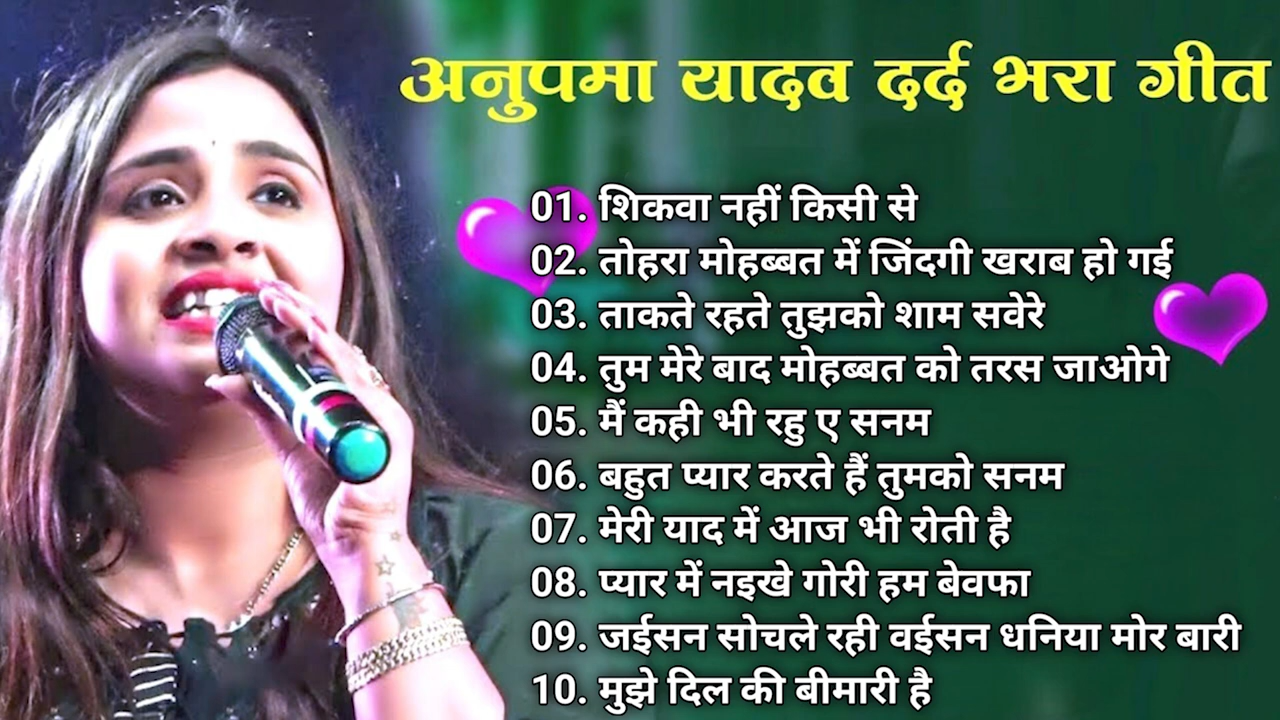 अनुपमा यादव दर्द भरा गीत
01. शिकवा नहीं किसी से
02. तोहरा मोहब्बत में जिंदगी खराब हो गई
03. ताकते रहते तुझको शाम सवेरे
04. तुम मेरे बाद मोहब्बत को तरस जाओगे
05. मैं कही भी रहु ए सनम
06. बहुत प्यार करते हैं तुमको सनम
07. मेरी याद में आज भी रोती है
08. प्यार में नइखे गोरी हम बेवफा
09. जईसन सोचले रही वईसन धनिया मोर बारी
10. मुझे दिल की बीमारी है